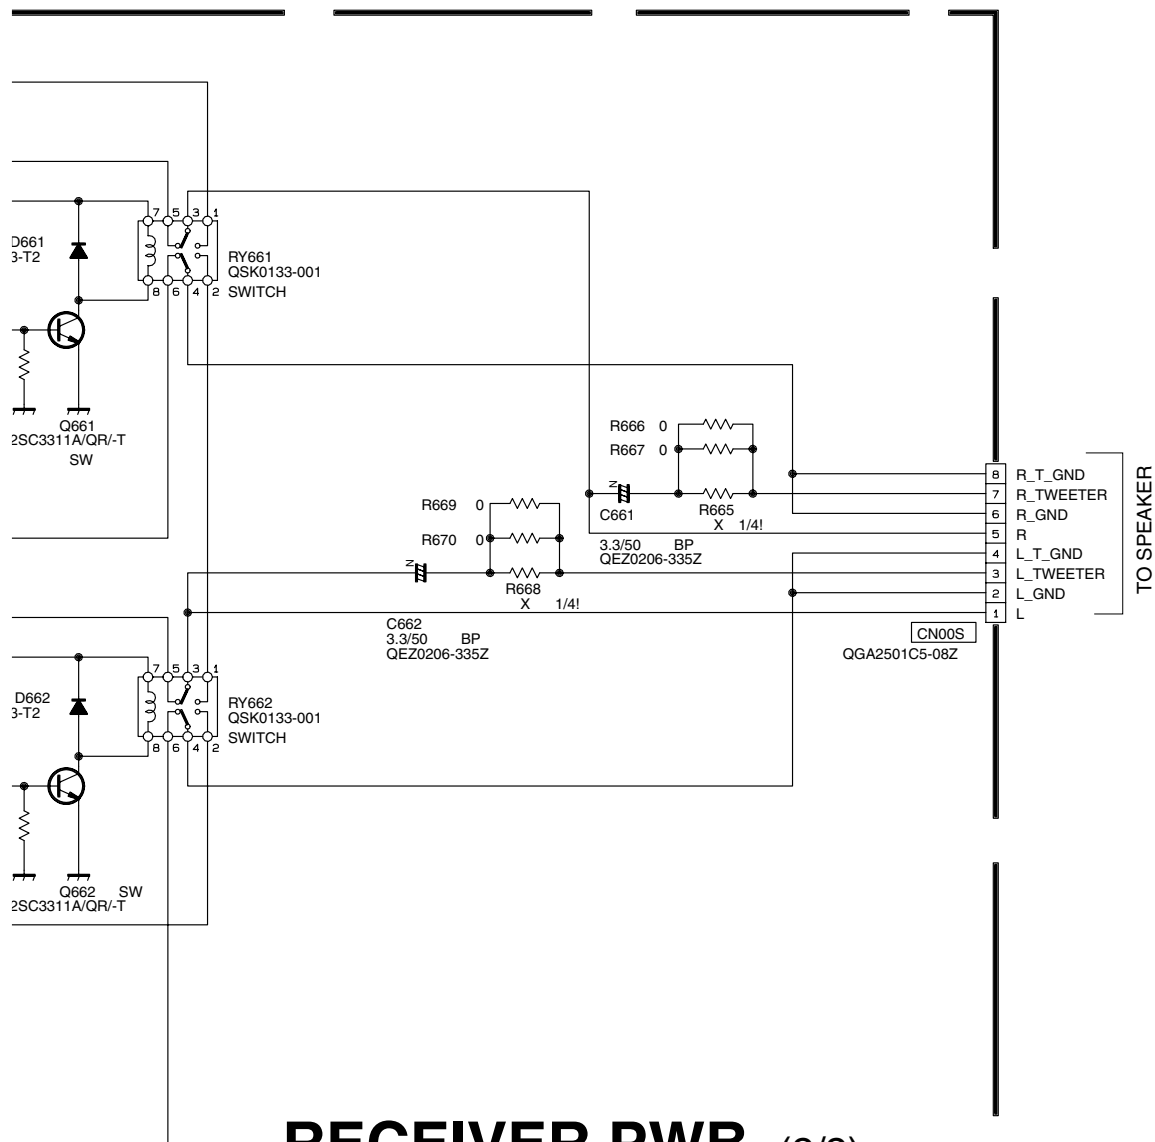 7 5 3 1
D661
3-T2
RY661
QSK0133-001
8 6 4 2 SWITCH
Q661
2SC3311A/QR/-T
SW
R666 0
R667 0
R669 0
R670 0
N
C661
R665
X 1/4!
3.3/50 BP
QEZ0206-335Z
N
R668
X 1/4!
C662
3.3/50 BP
QEZ0206-335Z
8 R_T_GND
7 R_TWEETER
6 R_GND
5 R
4 L_T_GND
3 L_TWEETER
2 L_GND
1 L
TO SPEAKER
CN00S
QGA2501C5-08Z
7 5 3 1
D662
3-T2
RY662
QSK0133-001
8 6 4 2 SWITCH
Q662 SW
2SC3311A/QR/-T
RECEIVER PWB (2/2)